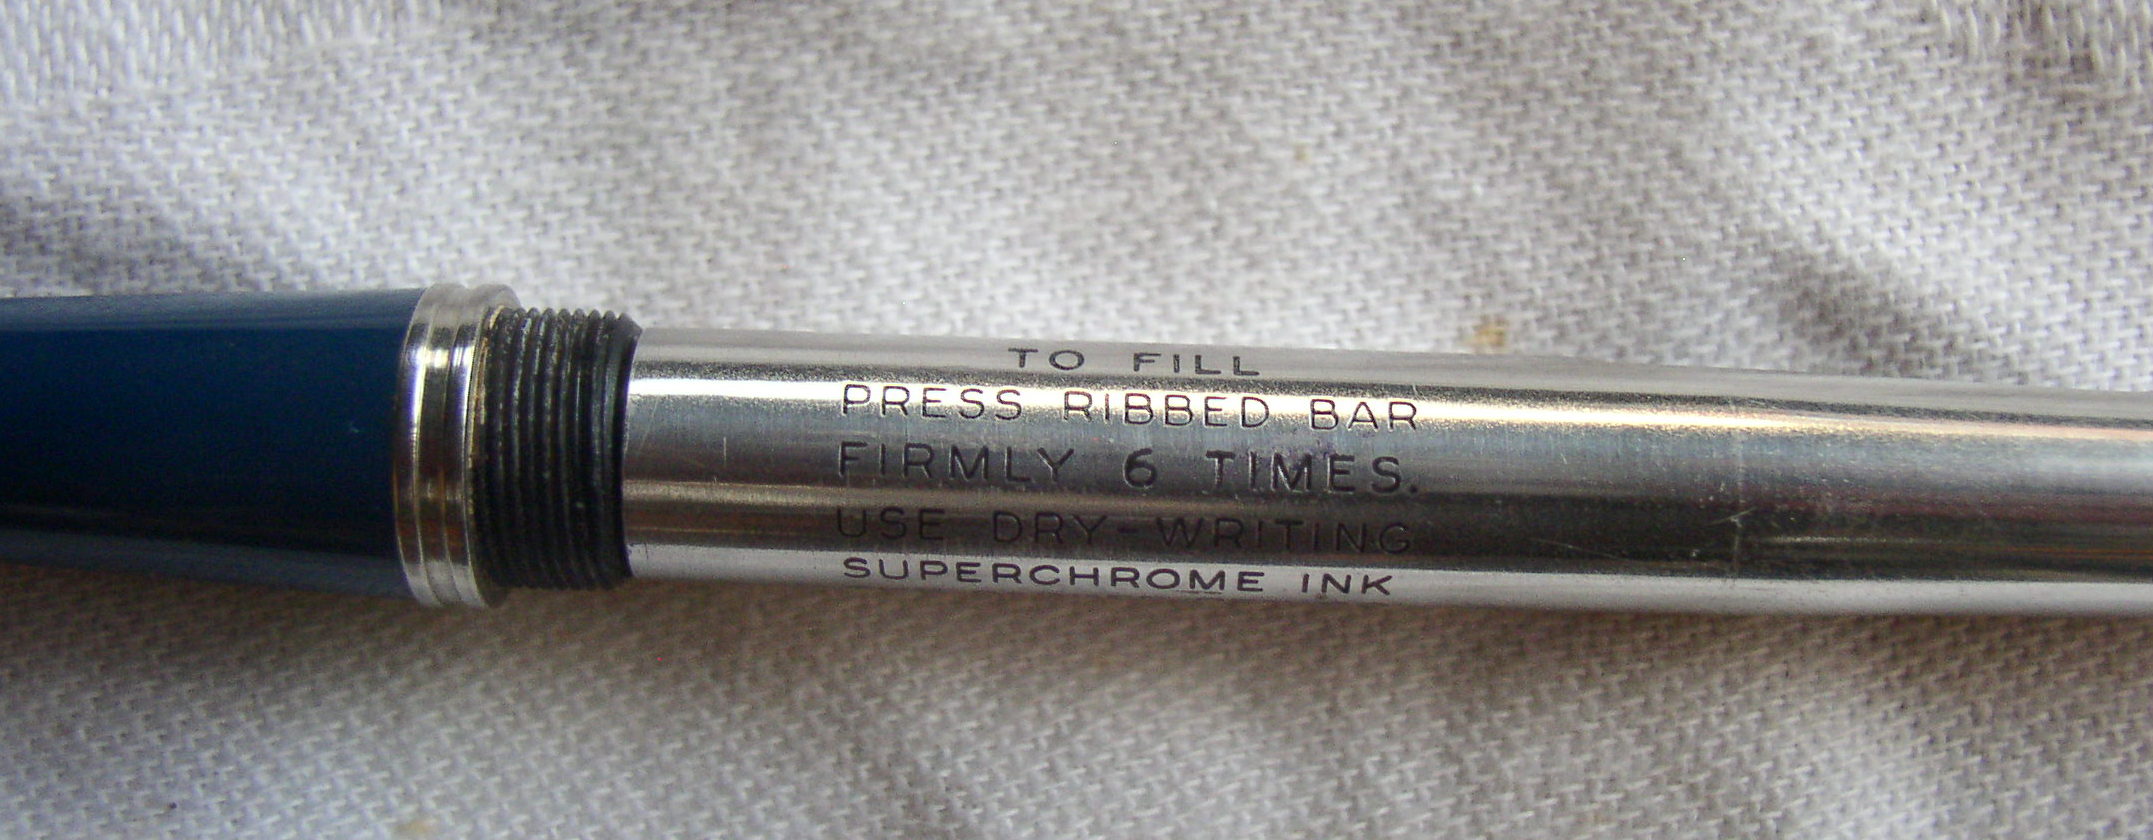 TO FILL
PRESS RIBBED BAR
FIRMLY 6 TIMES.
USE DRY-WRITING
SUPERCHROME INK